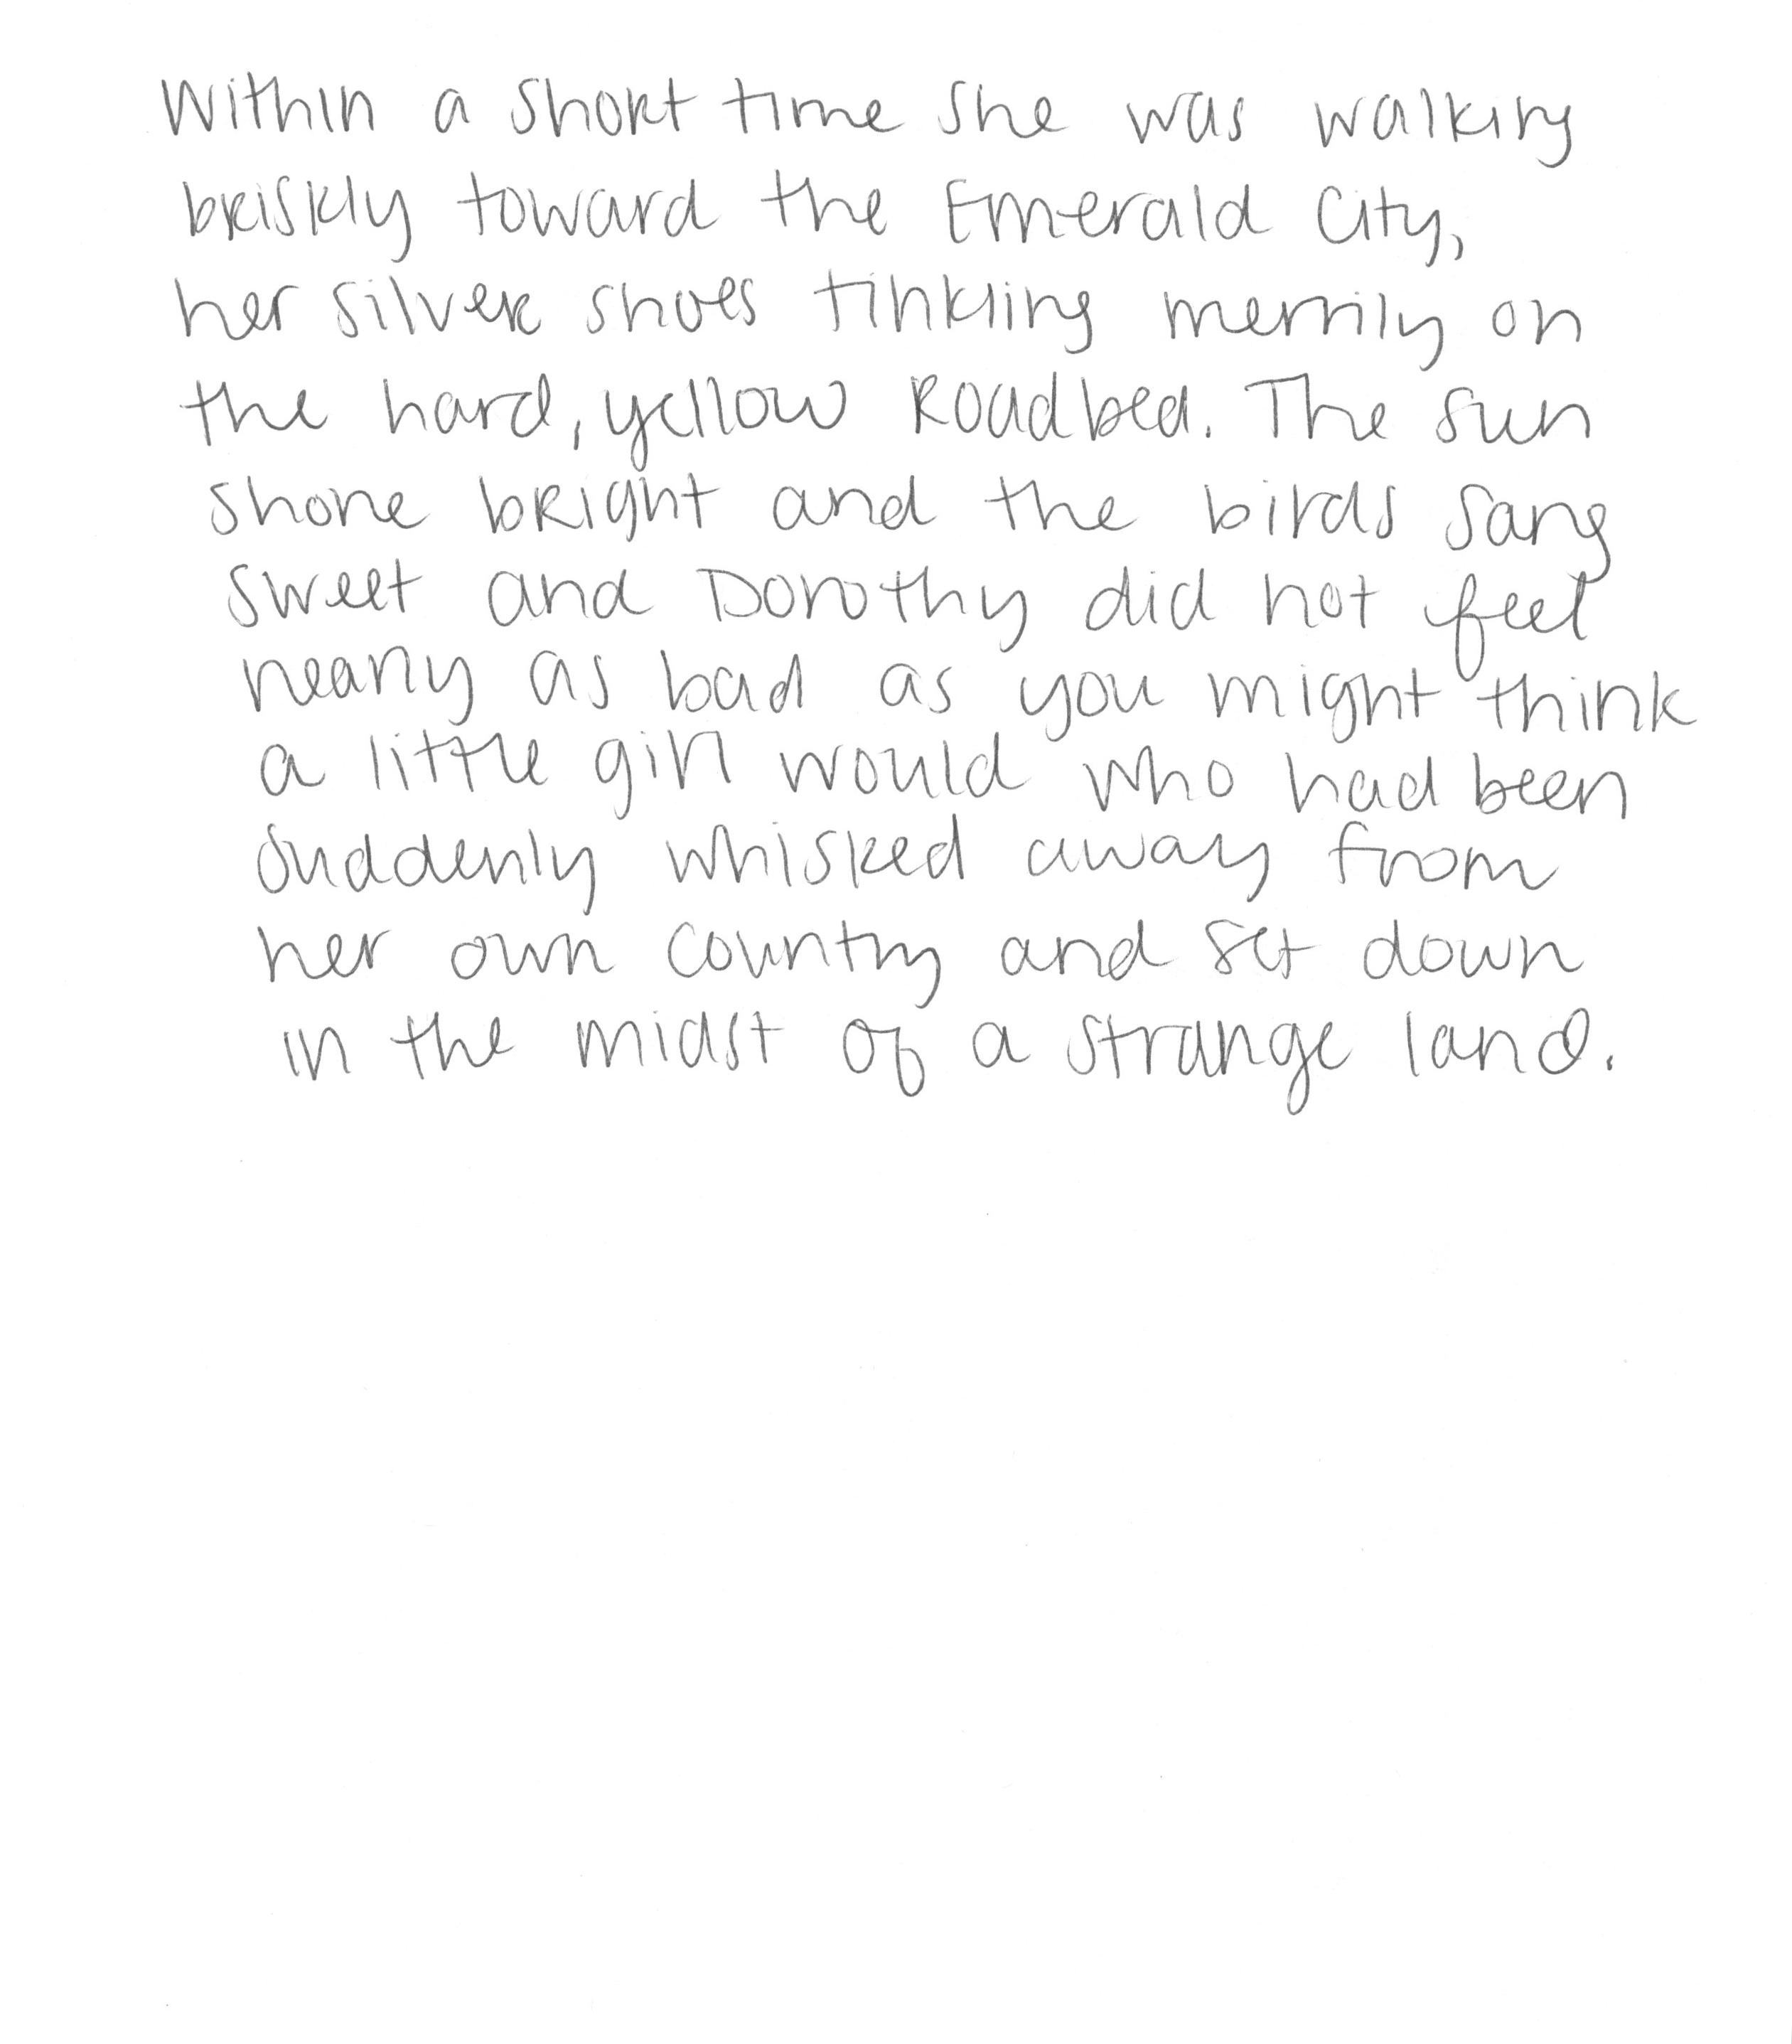 Within a short time she was walking
briskly toward the Emerald City,
her silver shoes tinkling merrily on
the hard, yellow roadbed. The sun
shone bright and the birds sang
sweet and Dorothy did not feel
nearly as bad as you might think
a little girl would who had been
suddenly whisked away from
her own country and set down
in the midst of a strange land.